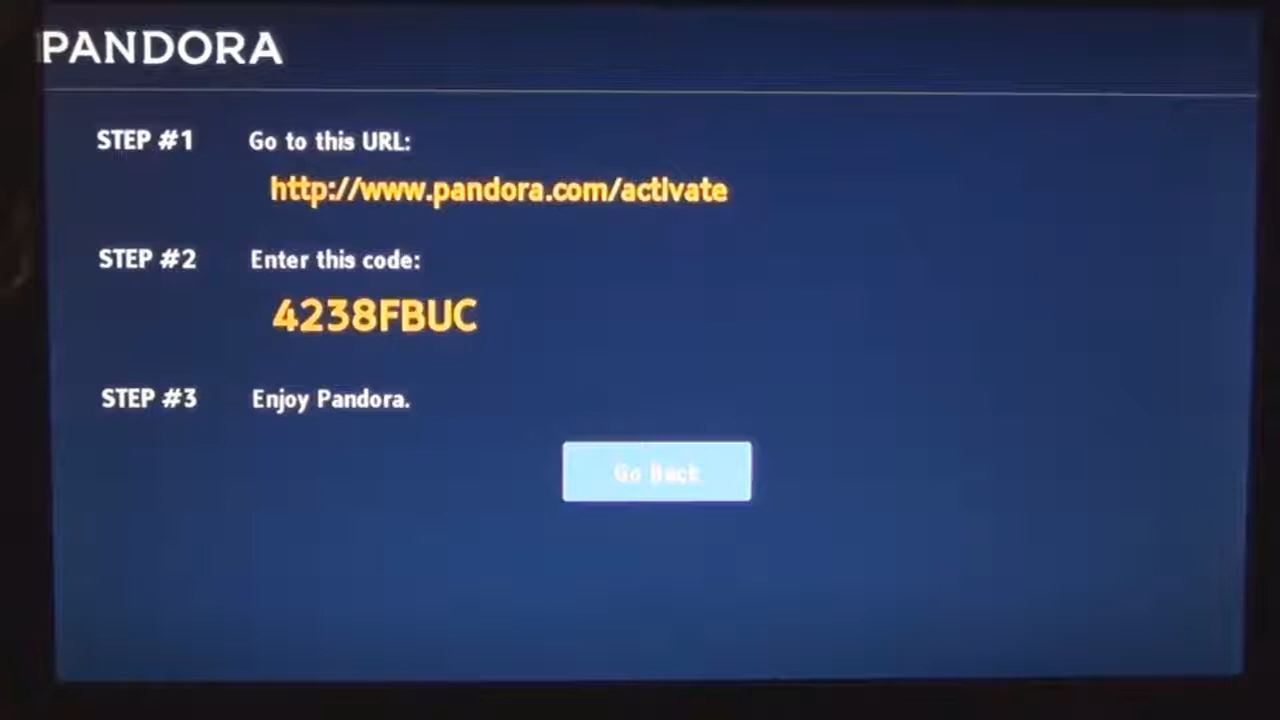 PANDORA
STEP #1 Go to this URL:
http://www.pandora.com/activate
STEP #2 Enter this code:
4238FBUC
STEP #3 Enjoy Pandora.
Go Back